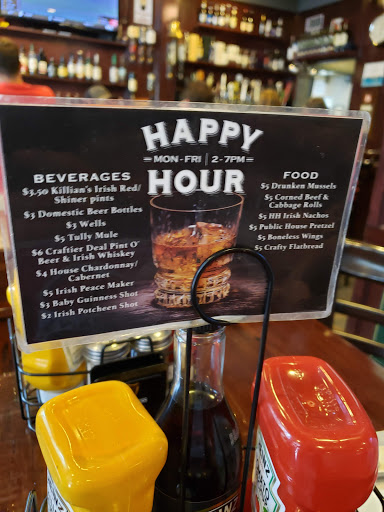 HAPPY
MON - FRI | 2-7PM
HOUR
BEVERAGES
$3.50 Killian's Irish Red/
Shiner pints
$3 Domestic Beer Bottles
$3 Wells
$5 Tully Mule
$6 Craftier Deal Pint O'
Beer & Irish Whiskey
$4 House Chardonnay/
Cabernet
$5 Irish Peace Maker
$3 Baby Guinness Shot
$2 Irish Potcheen Shot
FOOD
$5 Drunken Mussels
$5 Corned Beef &
Cabbage Rolls
$5 HH Irish Nachos
$5 Public House Pretzel
$5 Boneless Wings
$5 Crafty Flatbread